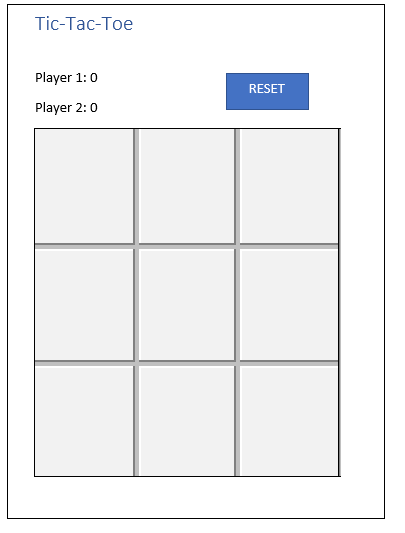 Tic-Tac-Toe
Player 1: 0
RESET
Player 2: 0